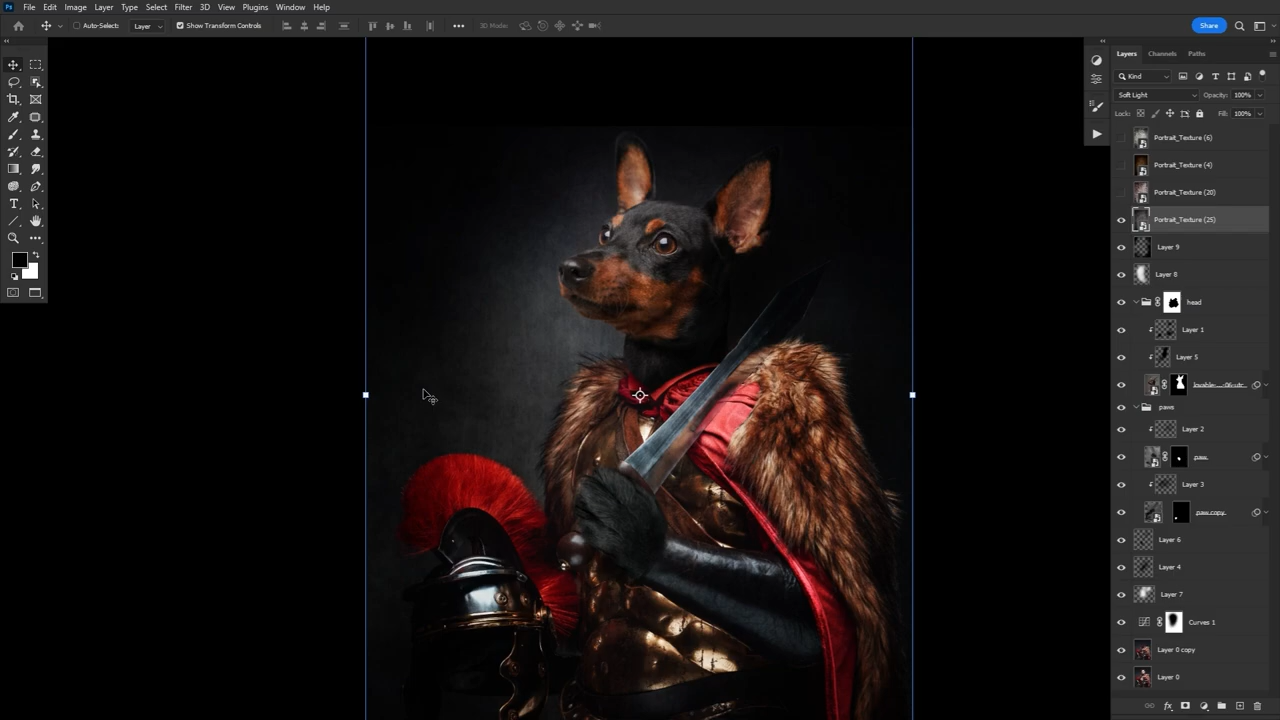 Ps File Edit Image Layer Type Select Filter 3D View Plugins Window Help
Auto-Select: Layer Show Transform Controls 3D Mode: Share
Layers Channels Paths
Kind
Soft Light Opacity: 100%
Lock: Fill: 100%
Portrait_Texture (6)
Portrait_Texture (4)
Portrait_Texture (20)
Portrait_Texture (25)
Layer 9
Layer 8
head
Layer 1
Layer 5
paws
Layer 2
paw
Layer 3
paw copy
Layer 6
Layer 4
Layer 7
Curves 1
Layer 0 copy
Layer 0
fx